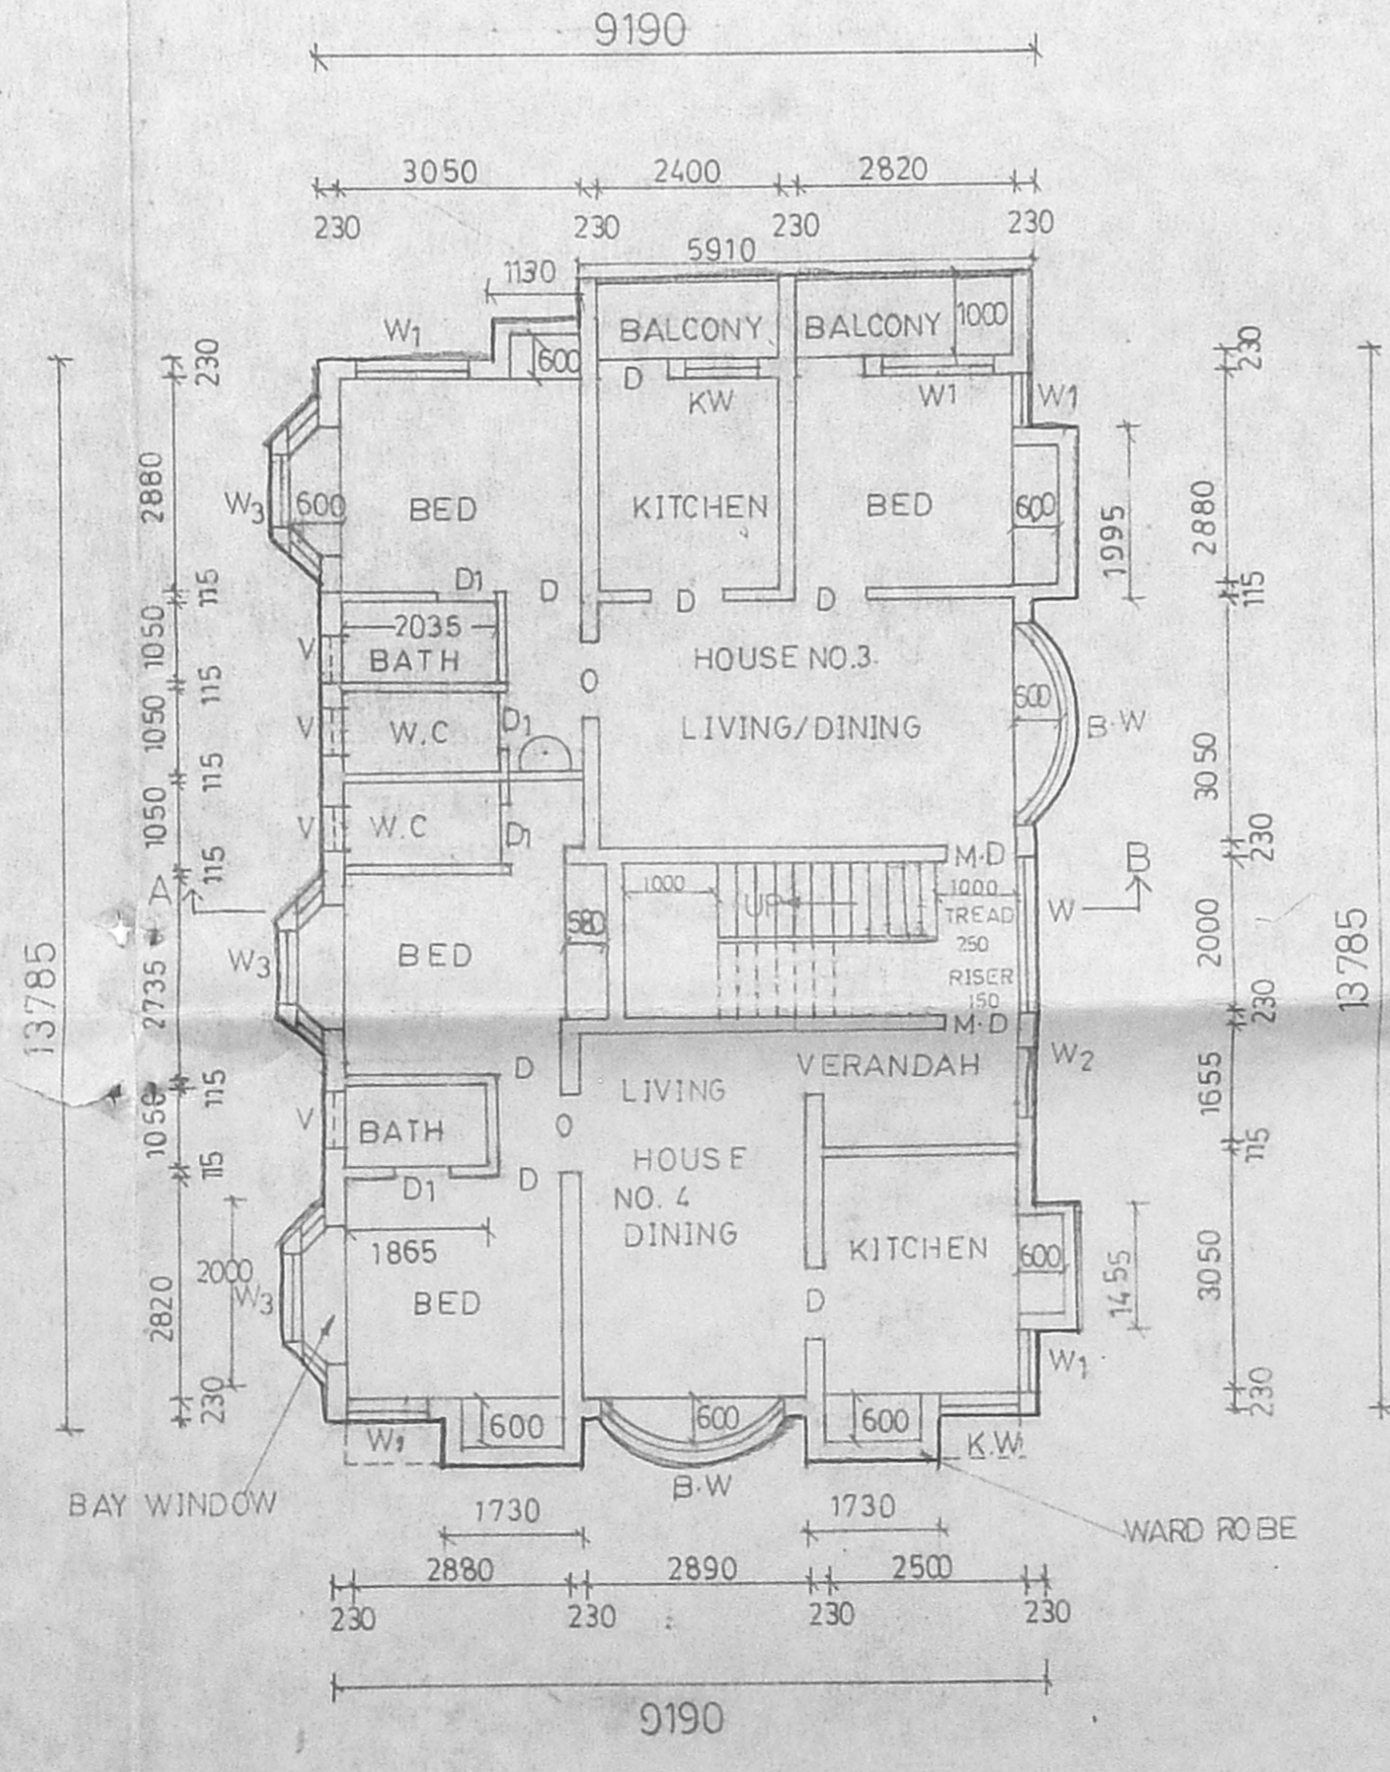 9190
3050 2400 2820
230 230 230 230
5910
1130
W1 BALCONY BALCONY 1000
600
230 D 230
KW W1 W1
2880 W3 600 BED KITCHEN BED 600 1995 2880
115 D1 D D D 115
1050 V 2035
BATH HOUSE NO.3
115 O 600
1050 V W.C D1 LIVING/DINING B.W
115 3050
1050 V W.C D1
115 M.D 230
A 1000 UP 1000 B
TREAD W
250
W3 BED RISER 2000
150
2735 M.D 230
13785 13785
115 D VERANDAH W2
1050 V BATH LIVING 1655
O HOUSE 115
115 D1 D NO. 4
DINING KITCHEN 600
1865
2000 W3 BED 1455 3050
2820 D
W1
230 600 600 600 230
W1 K.W
BAY WINDOW B.W
1730 1730 WARD ROBE
2880 2890 2500
230 230 230 230
9190